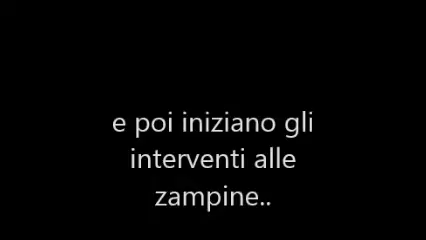 e poi iniziano gli
interventi alle
zampine..